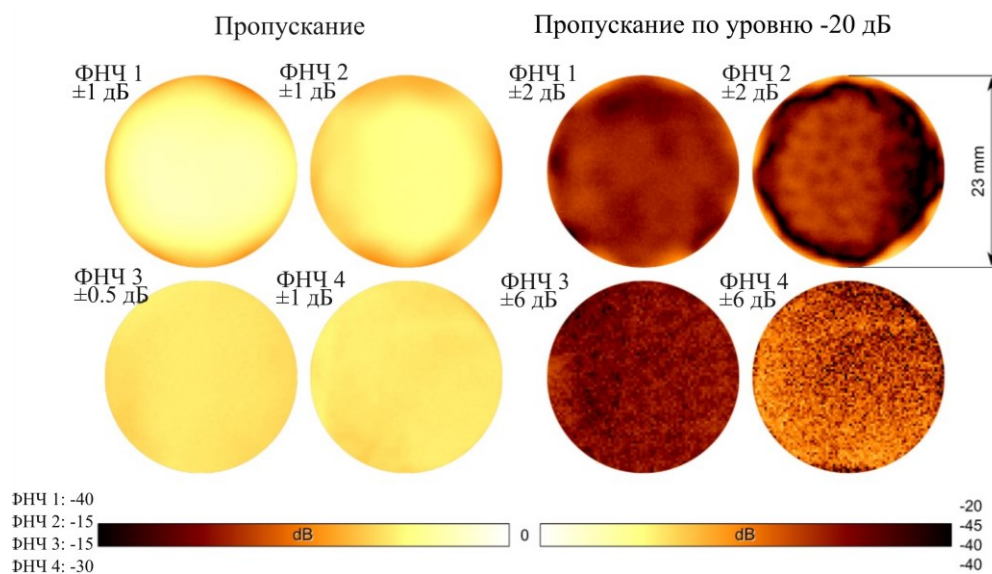 Пропускание
Пропускание по уровню -20 дБ
ФНЧ 1
±1 дБ
ФНЧ 2
±1 дБ
ФНЧ 1
±2 дБ
ФНЧ 2
±2 дБ
23 mm
ФНЧ 3
±0.5 дБ
ФНЧ 4
±1 дБ
ФНЧ 3
±6 дБ
ФНЧ 4
±6 дБ
ФНЧ 1: -40
ФНЧ 2: -15
ФНЧ 3: -15
ФНЧ 4: -30
dB
0
dB
-20
-45
-40
-40